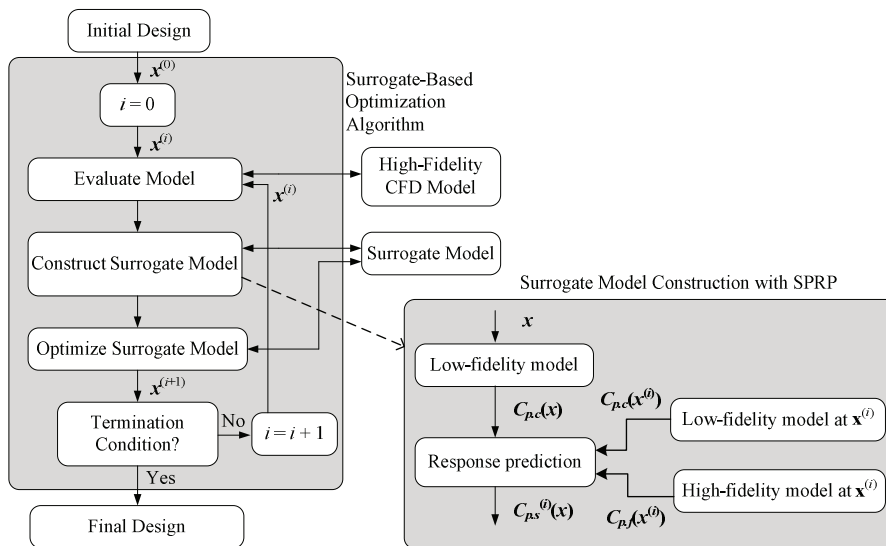 Initial Design
x(0)
i = 0
x(i)
Surrogate-Based
Optimization
Algorithm
Evaluate Model
x(i)
High-Fidelity
CFD Model
Construct Surrogate Model
Surrogate Model
Optimize Surrogate Model
x(i+1)
Termination
Condition?
No
i = i + 1
Yes
Final Design
Surrogate Model Construction with SPRP
x
Low-fidelity model
Cp.c(x)
Cp.c(x(i))
Low-fidelity model at x(i)
Response prediction
High-fidelity model at x(i)
Cp.f(x(i))
Cp.s(i)(x)